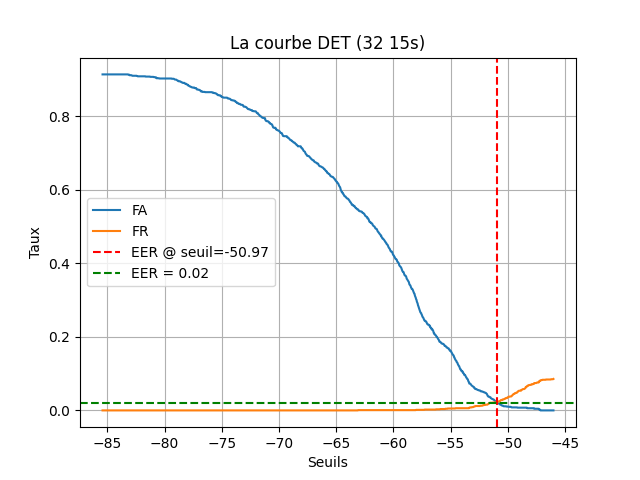 La courbe DET (32 15s)
Taux
0.8
0.6
0.4
0.2
0.0
FA
FR
EER @ seuil=-50.97
EER = 0.02
−85
−80
−75
−70
−65
−60
−55
−50
−45
Seuils